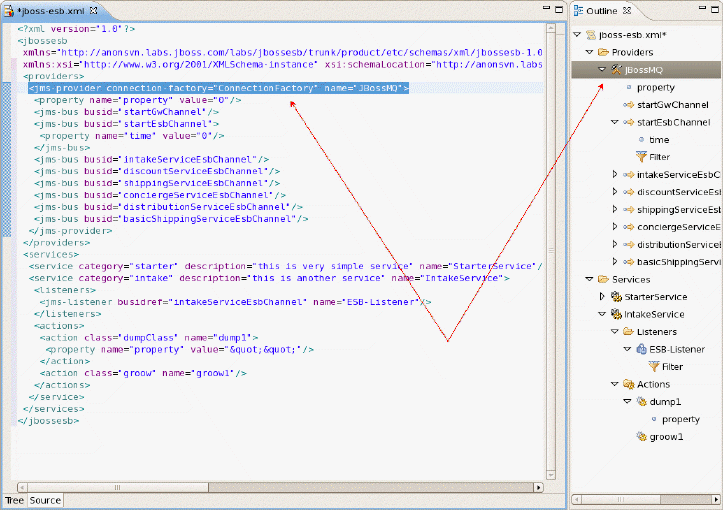 *jboss-esb.xml
<?xml version="1.0"?>
<jbossesb
xmlns="http://anonsvn.labs.jboss.com/labs/jbossesb/trunk/product/etc/schemas/xml/jbossesb-1.0
xmlns:xsi="http://www.w3.org/2001/XMLSchema-instance" xsi:schemaLocation="http://anonsvn.labs
<providers>
<jms-provider connection-factory="ConnectionFactory" name="JBossMQ">
<property name="property" value="0"/>
<jms-bus busid="startGwChannel"/>
<jms-bus busid="startEsbChannel">
<property name="time" value="0"/>
</jms-bus>
<jms-bus busid="intakeServiceEsbChannel"/>
<jms-bus busid="discountServiceEsbChannel"/>
<jms-bus busid="shippingServiceEsbChannel"/>
<jms-bus busid="conciergeServiceEsbChannel"/>
<jms-bus busid="distributionServiceEsbChannel"/>
<jms-bus busid="basicShippingServiceEsbChannel"/>
</jms-provider>
</providers>
<services>
<service category="starter" description="this is very simple service" name="StarterService"/
<service category="intake" description="this is another service" name="IntakeService">
<listeners>
<jms-listener busidref="intakeServiceEsbChannel" name="ESB-Listener"/>
</listeners>
<actions>
<action class="dumpClass" name="dump1">
<property name="property" value="&quot;&quot;"/>
</action>
<action class="groow" name="groow1"/>
</actions>
</service>
</services>
</jbossesb>
Tree Source
Outline
jboss-esb.xml*
Providers
JBossMQ
property
startGwChannel
startEsbChannel
time
Filter
intakeServiceEsbC
discountServiceEsb
shippingServiceEsb
conciergeServiceEs
distributionServiceE
basicShippingServic
Services
StarterService
IntakeService
Listeners
ESB-Listener
Filter
Actions
dump1
property
groow1